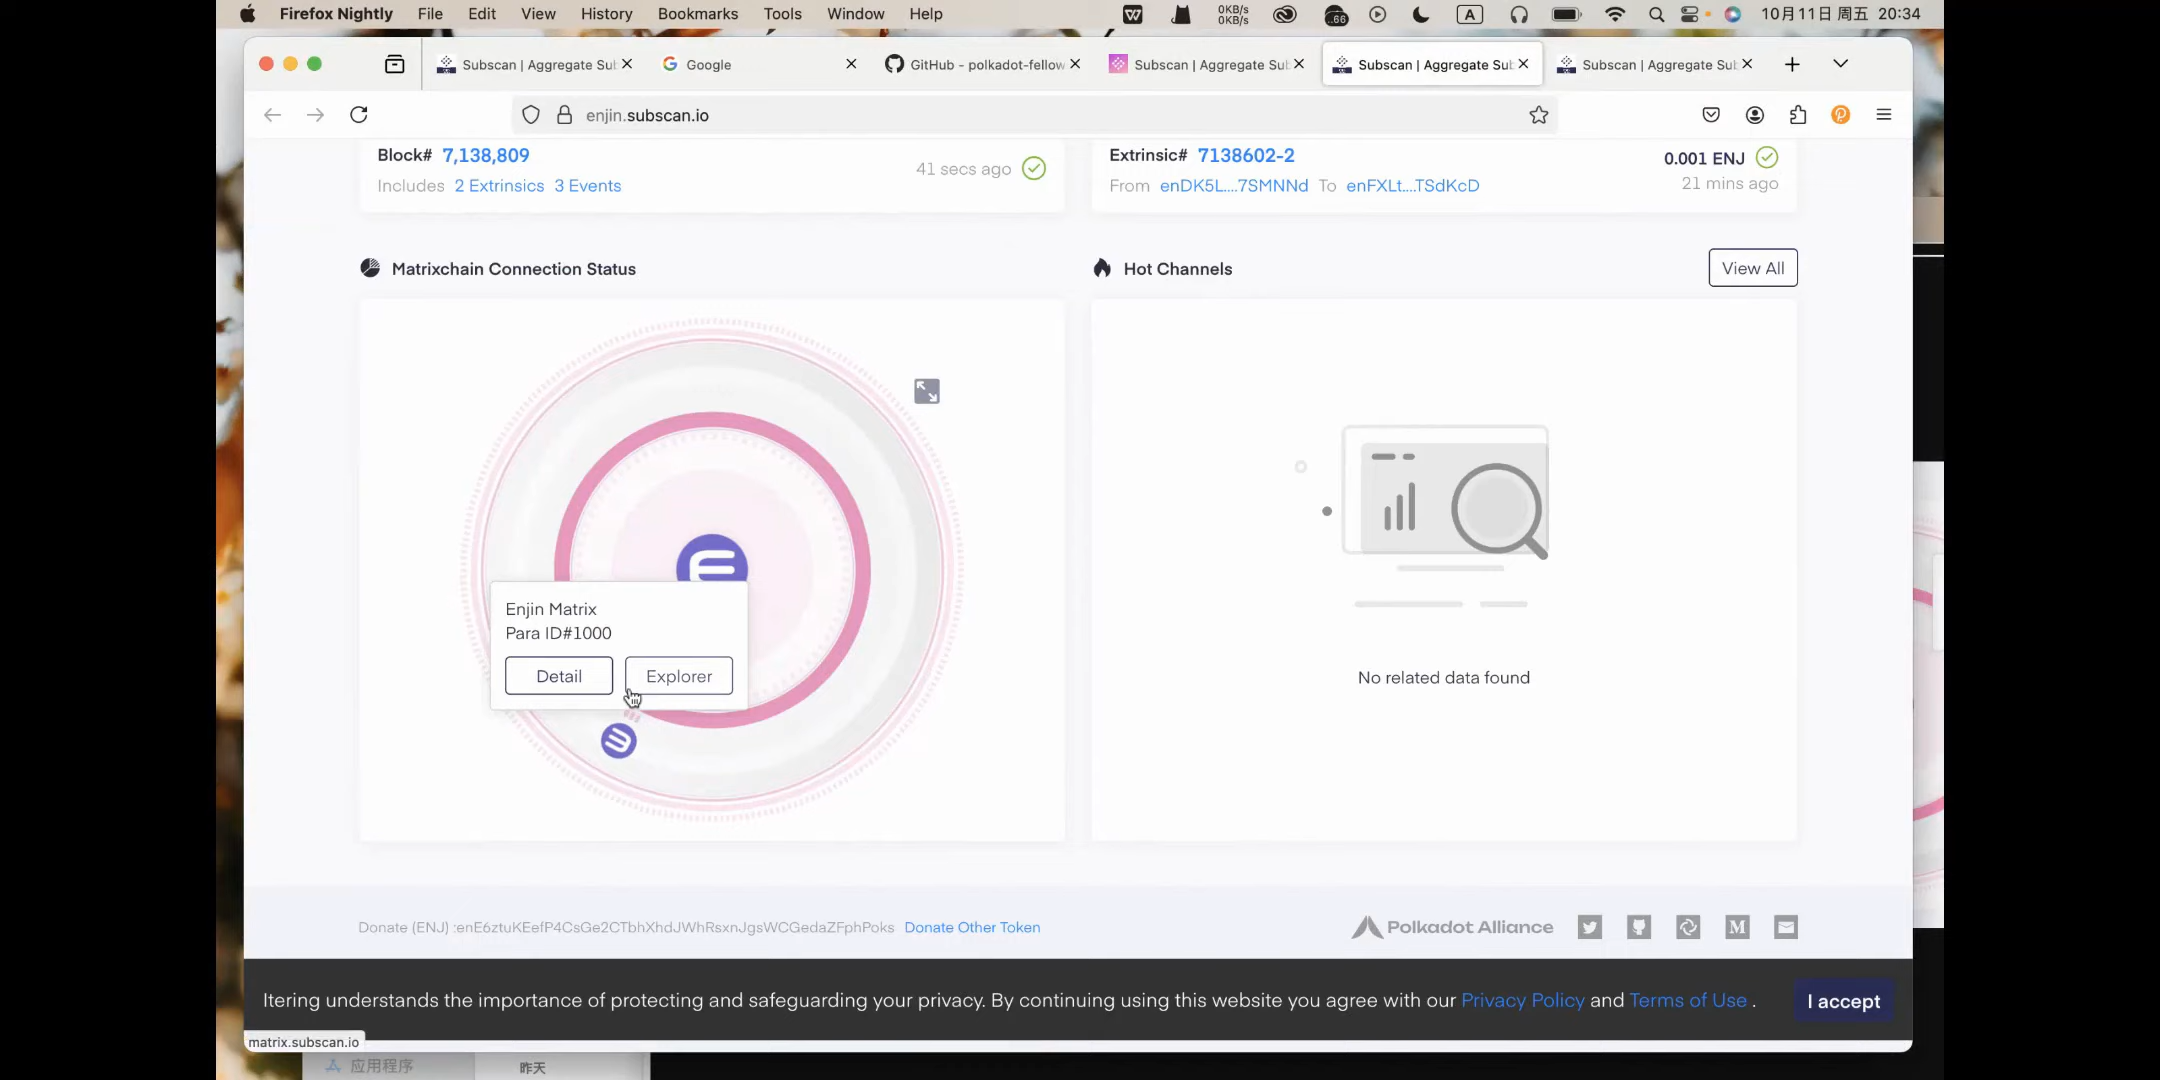 Firefox Nightly File Edit View History Bookmarks Tools Window Help 0KB/s 0KB/s .66 A 10月11日 周五 20:34
Subscan | Aggregate Sub Google GitHub - polkadot-fellow Subscan | Aggregate Sub Subscan | Aggregate Sub Subscan | Aggregate Sub
enjin.subscan.io
Block# 7,138,809
41 secs ago
Includes 2 Extrinsics 3 Events
Extrinsic# 7138602-2
0.001 ENJ
From enDK5L....7SMNNd To enFXLt....TSdKcD
21 mins ago
Matrixchain Connection Status
Hot Channels
View All
Enjin Matrix
Para ID#1000
Detail Explorer
No related data found
Donate (ENJ) :enE6ztuKEefP4CsGe2CTbhXhdJWhRsxnJgsWCGedaZFphPoks Donate Other Token
Polkadot Alliance
Itering understands the importance of protecting and safeguarding your privacy. By continuing using this website you agree with our Privacy Policy and Terms of Use .
I accept
matrix.subscan.io
应用程序 昨天